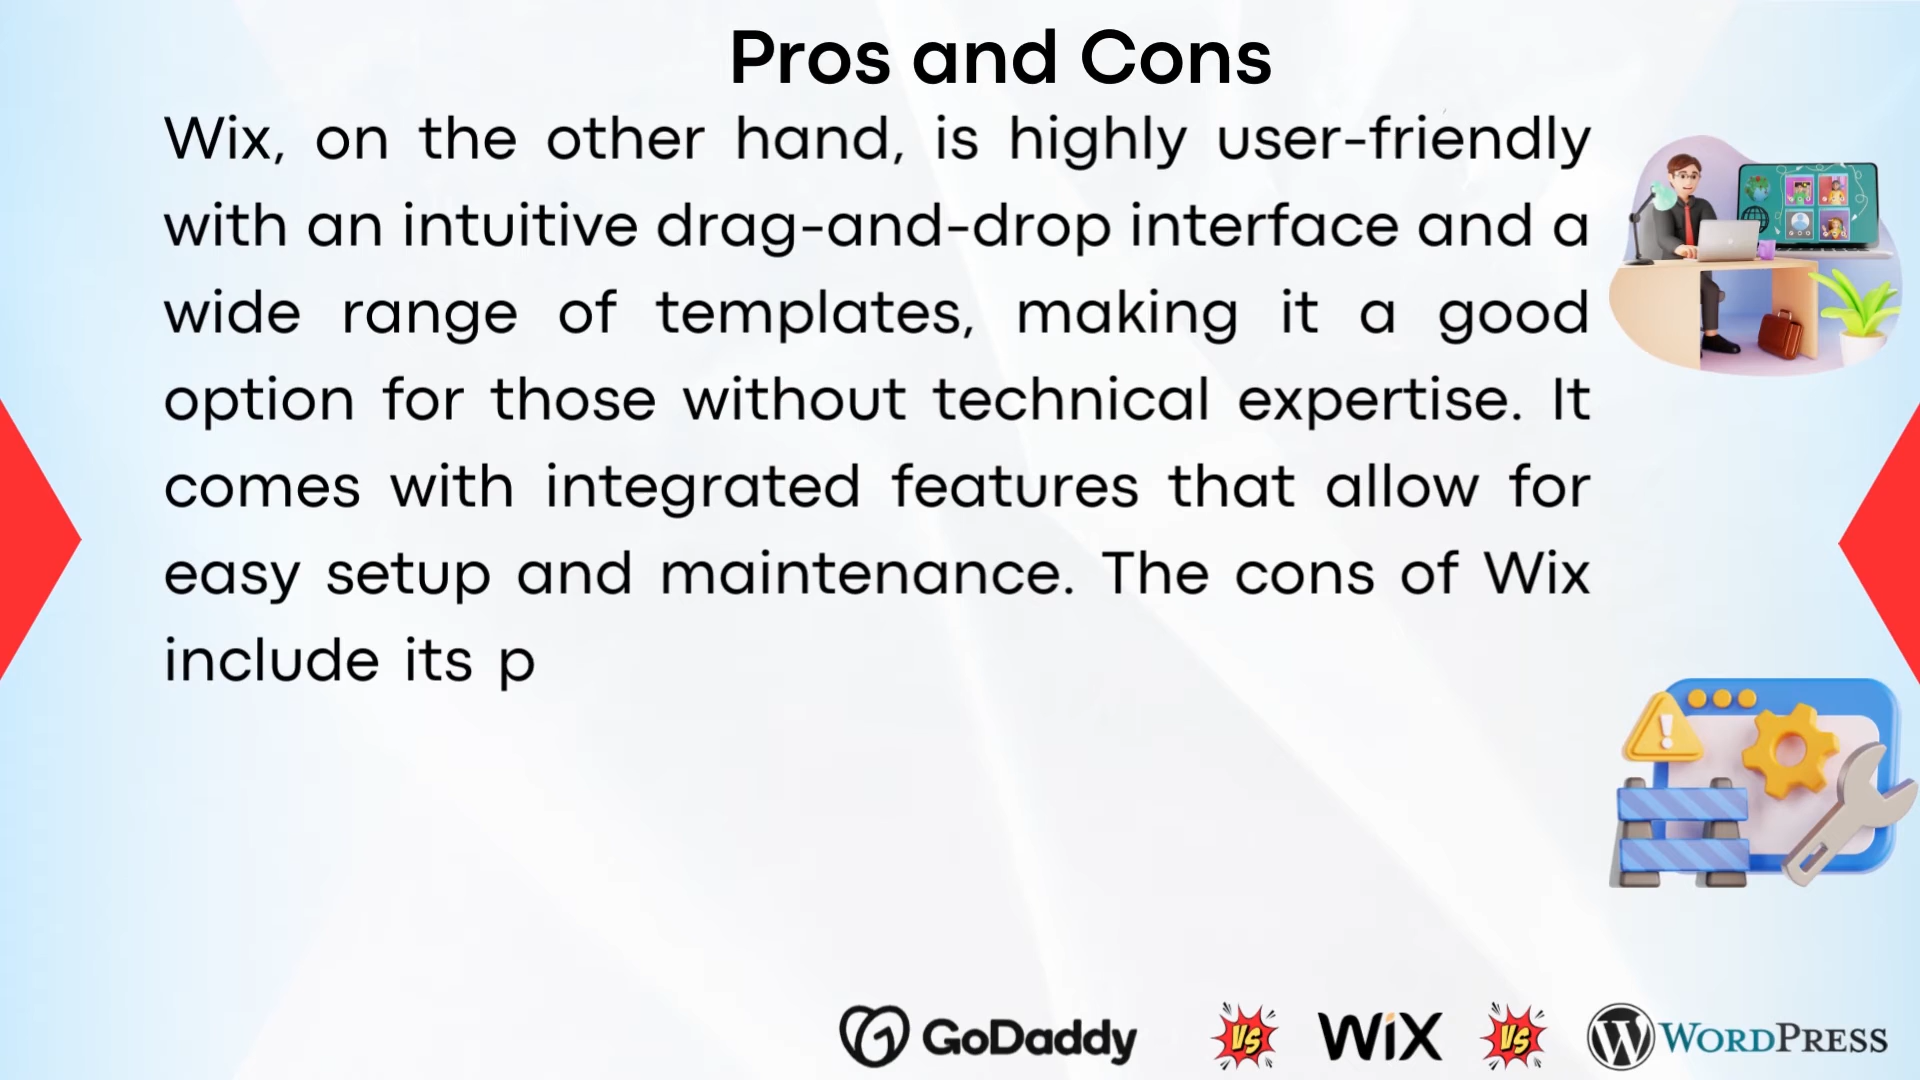 Pros and Cons
Wix, on the other hand, is highly user-friendly
with an intuitive drag-and-drop interface and a
wide range of templates, making it a good
option for those without technical expertise. It
comes with integrated features that allow for
easy setup and maintenance. The cons of Wix
include its p
GoDaddy VS WiX VS WORDPRESS